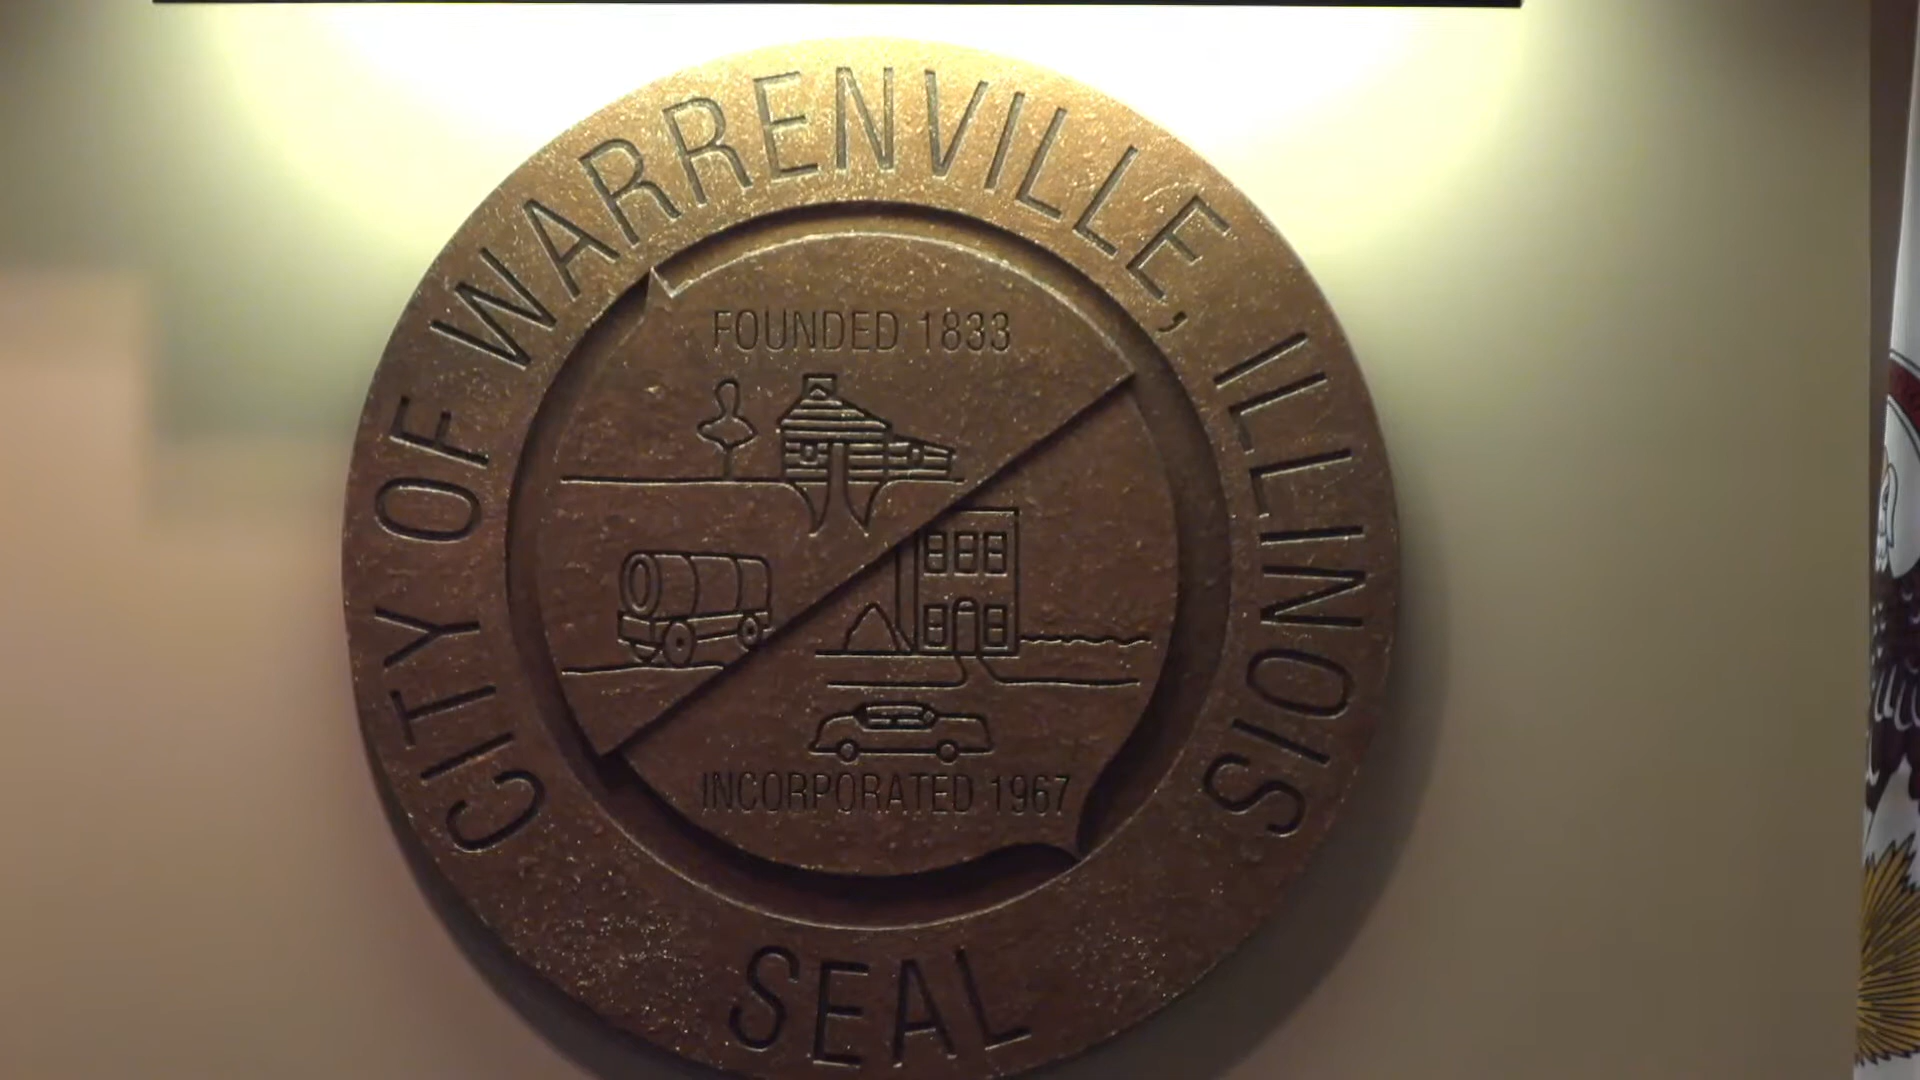 CITY OF WARRENVILLE, ILLINOIS
FOUNDED 1833
INCORPORATED 1967
SEAL